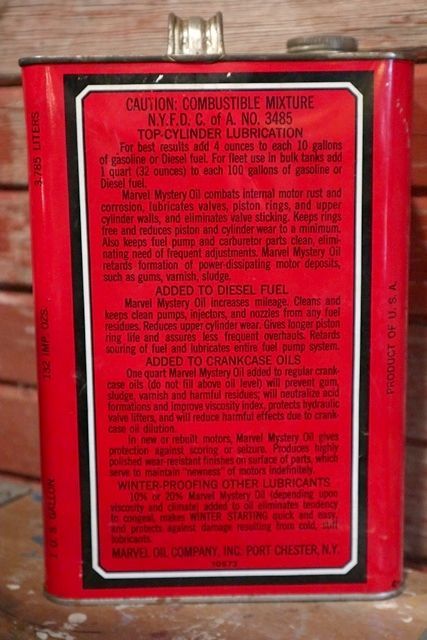 CAUTION: COMBUSTIBLE MIXTURE
N.Y.F.D. C. of A. NO. 3485
TOP-CYLINDER LUBRICATION
For best results add 4 ounces to each 10 gallons
of gasoline or Diesel fuel. For fleet use in bulk tanks add
1 quart (32 ounces) to each 100 gallons of gasoline or
Diesel fuel.
Marvel Mystery Oil combats internal motor rust and
corrosion, lubricates valves, piston rings, and upper
cylinder walls, and eliminates valve sticking. Keeps rings
free and reduces piston and cylinder wear to a minimum.
Also keeps fuel pump and carburetor parts clean, elimi-
nating need of frequent adjustments. Marvel Mystery Oil
retards formation of power-dissipating motor deposits,
such as gums, varnish, sludge.
ADDED TO DIESEL FUEL
Marvel Mystery Oil increases mileage. Cleans and
keeps clean pumps, injectors, and nozzles from any fuel
residues. Reduces upper cylinder wear. Gives longer piston
ring life and assures less frequent overhauls. Retards
souring of fuel and lubricates entire fuel pump system.
ADDED TO CRANKCASE OILS
One quart Marvel Mystery Oil added to regular crank-
case oils (do not fill above oil level) will prevent gum,
sludge, varnish and harmful residues; will neutralize acid
formations and improve viscosity index, protects hydraulic
valve lifters, and will reduce harmful effects due to crank-
case oil dilution.
In new or rebuilt motors, Marvel Mystery Oil gives
protection against scoring or seizure. Produces highly
polished wear-resistant finishes on surface of parts, which
serve to maintain "newness" of motors indefinitely.
WINTER-PROOFING OTHER LUBRICANTS
10% or 20% Marvel Mystery Oil (depending upon
viscosity and climate) added to oil eliminates tendency
to congeal, makes WINTER STARTING quick and easy,
and protects against damage resulting from cold, stiff
lubricants.
MARVEL OIL COMPANY, INC. PORT CHESTER, N.Y.
10673
3.785 LITERS
132 IMP. OZS.
1 U.S. GALLON
PRODUCT OF U.S.A.